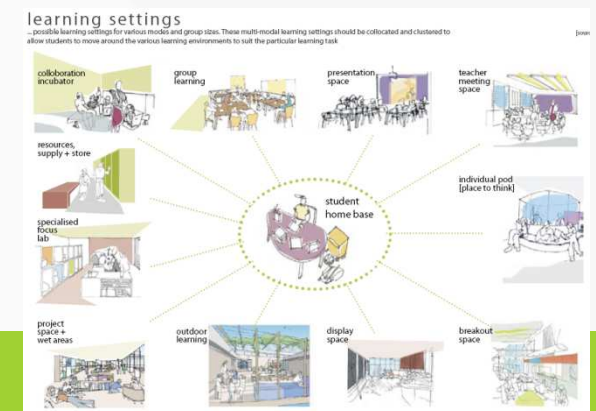 learning settings
... possible learning settings for various modes and group sizes. These multi-modal learning settings should be collocated and clustered to
allow students to move around the various learning environments to suit the particular learning task
colloboration
incubator
group
learning
presentation
space
teacher
meeting
space
resources,
supply + store
individual pod
[place to think]
student
home base
specialised
focus
lab
project
space +
wet areas
outdoor
learning
display
space
breakout
space